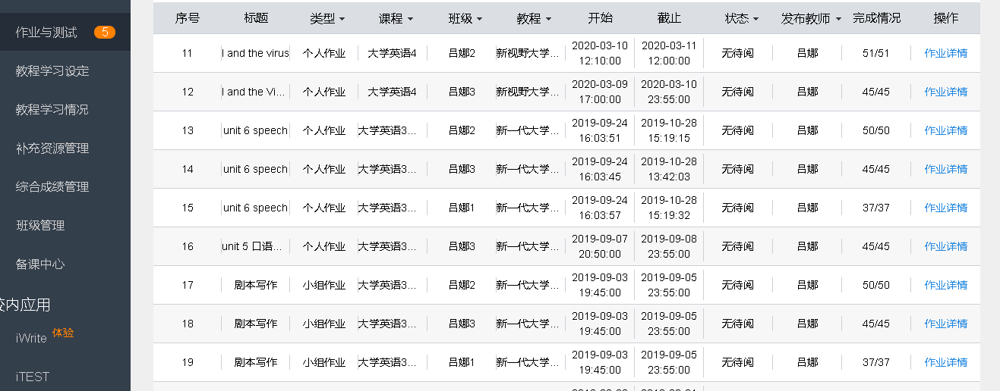 作业与测试 5
教程学习设定
教程学习情况
补充资源管理
综合成绩管理
班级管理
备课中心
校内应用
iWrite 体验
iTEST
序号 标题 类型 课程 班级 教程 开始 截止 状态 发布教师 完成情况 操作
11 I and the virus 个人作业 大学英语4 吕娜2 新视野大学... 2020-03-10 12:10:00 2020-03-11 12:00:00 无待阅 吕娜 51/51 作业详情
12 I and the Vi... 个人作业 大学英语4 吕娜3 新视野大学... 2020-03-09 17:00:00 2020-03-10 23:55:00 无待阅 吕娜 45/45 作业详情
13 unit 6 speech 个人作业 大学英语3... 吕娜2 新一代大学... 2019-09-24 16:03:51 2019-10-28 15:19:15 无待阅 吕娜 50/50 作业详情
14 unit 6 speech 个人作业 大学英语3... 吕娜3 新一代大学... 2019-09-24 16:03:45 2019-10-28 13:42:03 无待阅 吕娜 45/45 作业详情
15 unit 6 speech 个人作业 大学英语3... 吕娜1 新一代大学... 2019-09-24 16:03:57 2019-10-28 15:19:32 无待阅 吕娜 37/37 作业详情
16 unit 5 口语... 个人作业 大学英语3... 吕娜3 新一代大学... 2019-09-07 20:50:00 2019-09-08 23:55:00 无待阅 吕娜 45/45 作业详情
17 剧本写作 小组作业 大学英语3... 吕娜2 新一代大学... 2019-09-03 19:45:00 2019-09-05 23:55:00 无待阅 吕娜 50/50 作业详情
18 剧本写作 小组作业 大学英语3... 吕娜3 新一代大学... 2019-09-03 19:45:00 2019-09-05 23:55:00 无待阅 吕娜 45/45 作业详情
19 剧本写作 小组作业 大学英语3... 吕娜1 新一代大学... 2019-09-03 19:45:00 2019-09-05 23:55:00 无待阅 吕娜 37/37 作业详情